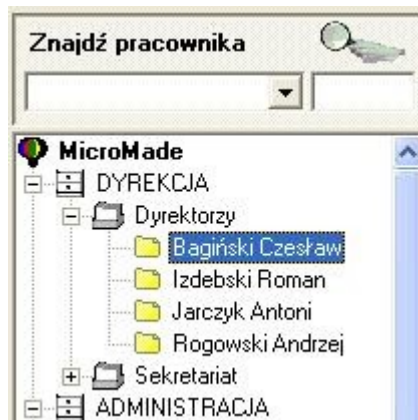 Znajdź pracownika
MicroMade
DYREKCJA
Dyrektorzy
Bagiński Czesław
Izdebski Roman
Jarczyk Antoni
Rogowski Andrzej
Sekretariat
ADMINISTRACJA